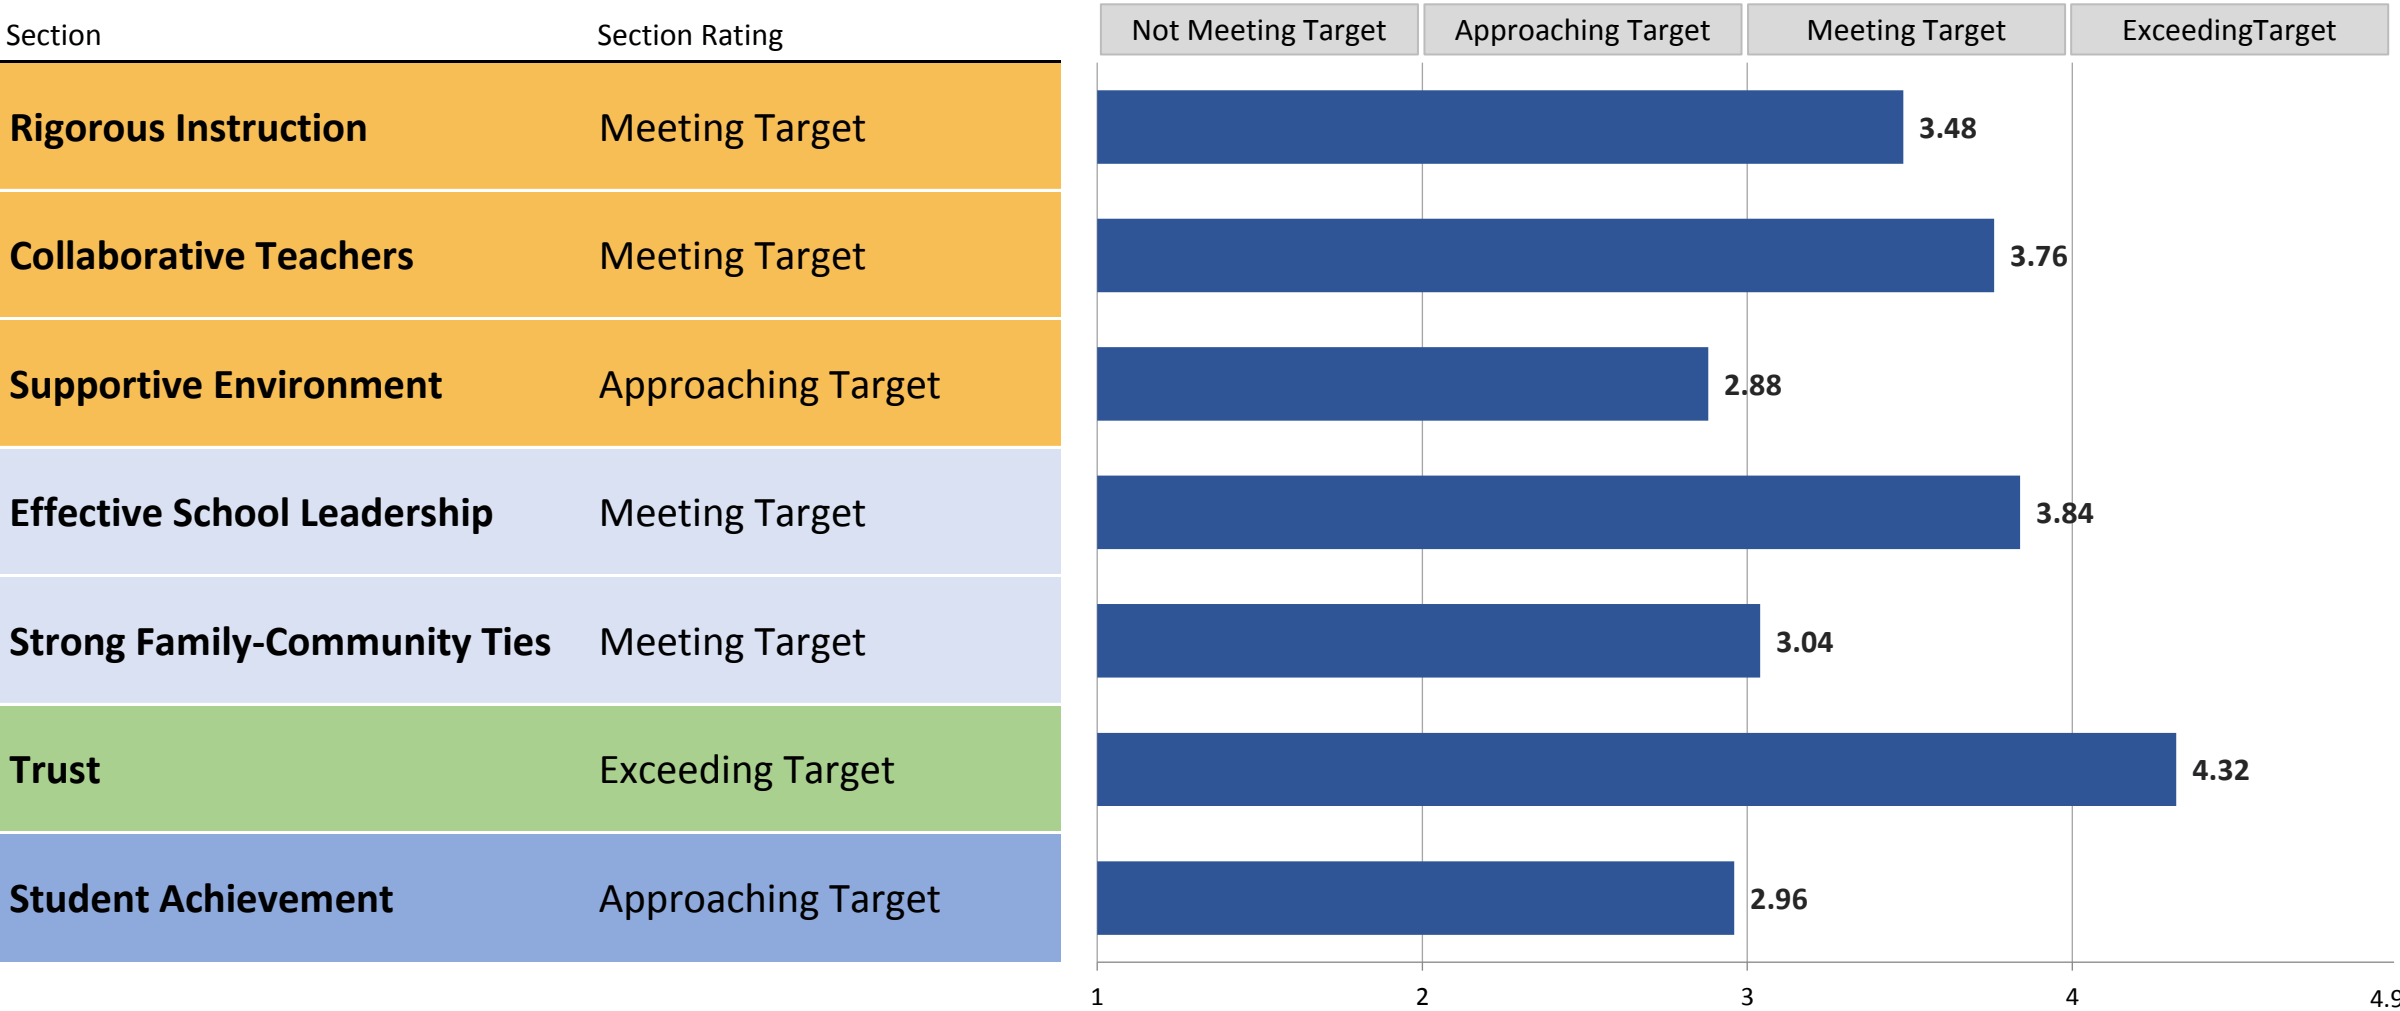 Section Section Rating Not Meeting Target Approaching Target Meeting Target ExceedingTarget
Rigorous Instruction Meeting Target 3.48
Collaborative Teachers Meeting Target 3.76
Supportive Environment Approaching Target 2.88
Effective School Leadership Meeting Target 3.84
Strong Family-Community Ties Meeting Target 3.04
Trust Exceeding Target 4.32
Student Achievement Approaching Target 2.96
1 2 3 4 4.9